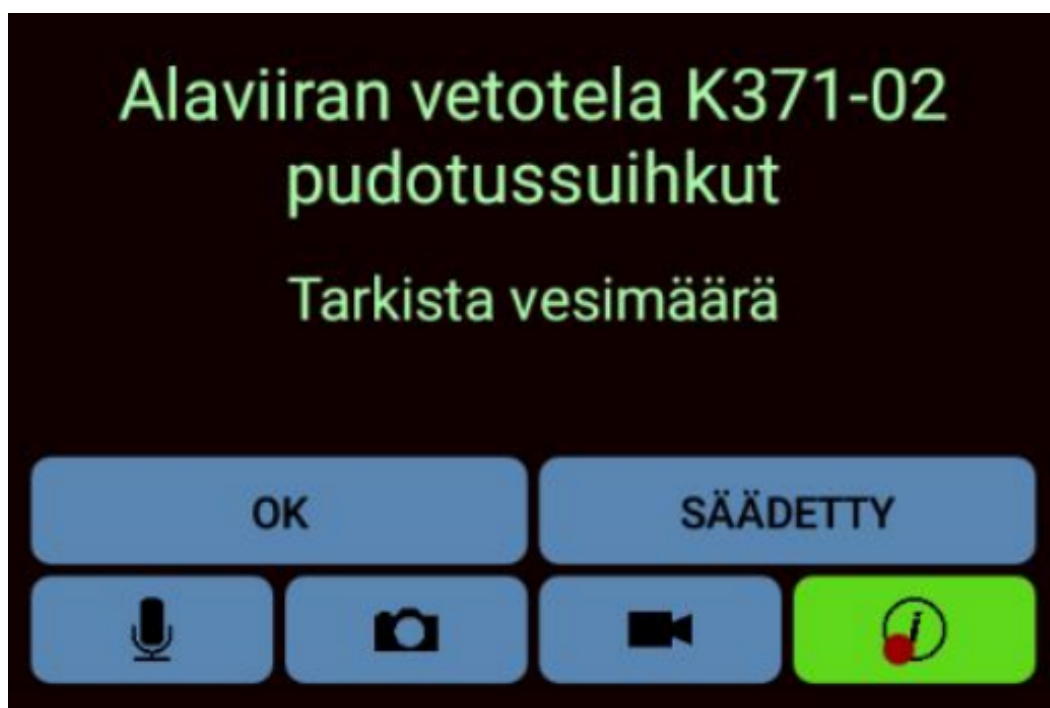 Alaviiran vetotela K371-02
pudotussuihkut
Tarkista vesimäärä
OK
SÄÄDETTY
i